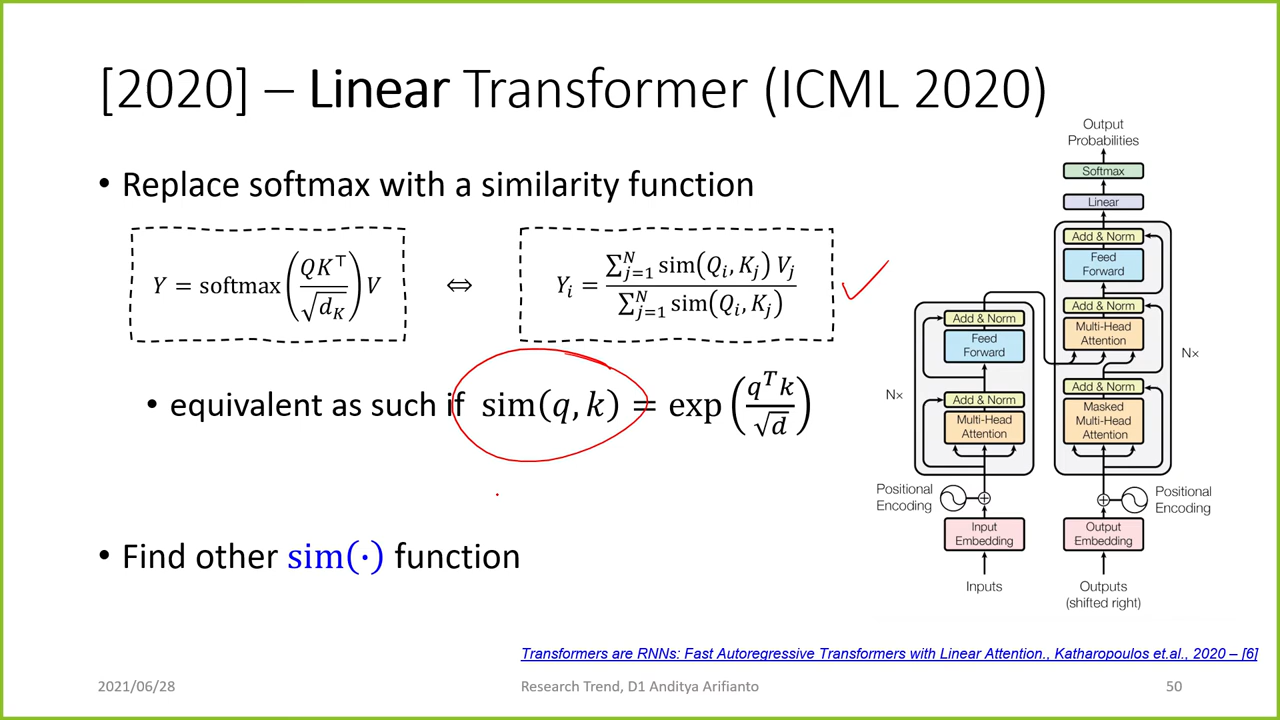 [2020] – Linear Transformer (ICML 2020)
• Replace softmax with a similarity function
Y = softmax(QK⊤/√d_K) V ⇔ Y_i = ∑_{j=1}^{N} sim(Q_i, K_j) V_j / ∑_{j=1}^{N} sim(Q_i, K_j)
• equivalent as such if sim(q, k) = exp(q^T k/√d)
• Find other sim(·) function
Output
Probabilities
Softmax
Linear
Add & Norm
Feed
Forward
Add & Norm
Multi-Head
Attention
Add & Norm
Masked
Multi-Head
Attention
N×
Add & Norm
Feed
Forward
Add & Norm
Multi-Head
Attention
Nx
Positional
Encoding
Positional
Encoding
Input
Embedding
Output
Embedding
Inputs
Outputs
(shifted right)
Transformers are RNNs: Fast Autoregressive Transformers with Linear Attention., Katharopoulos et.al., 2020 – [6]
2021/06/28
Research Trend, D1 Anditya Arifianto
50